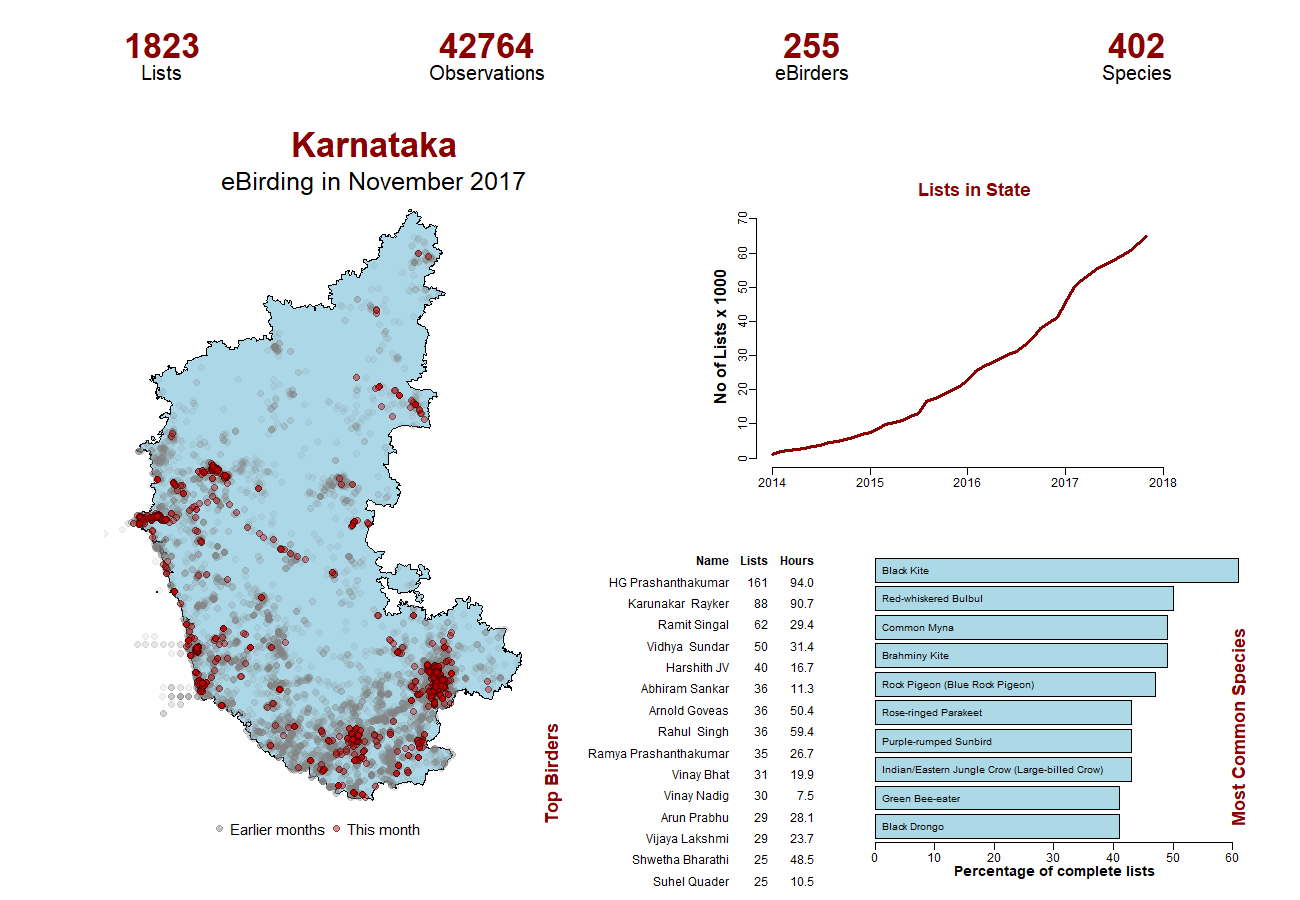 1823
Lists
42764
Observations
255
eBirders
402
Species
Karnataka
eBirding in November 2017
Earlier months This month
Lists in State
No of Lists x 1000
70
60
50
40
30
20
10
0
2014 2015 2016 2017 2018
Top Birders
Name Lists Hours
HG Prashanthakumar 161 94.0
Karunakar Rayker 88 90.7
Ramit Singal 62 29.4
Vidhya Sundar 50 31.4
Harshith JV 40 16.7
Abhiram Sankar 36 11.3
Arnold Goveas 36 50.4
Rahul Singh 36 59.4
Ramya Prashanthakumar 35 26.7
Vinay Bhat 31 19.9
Vinay Nadig 30 7.5
Arun Prabhu 29 28.1
Vijaya Lakshmi 29 23.7
Shwetha Bharathi 25 48.5
Suhel Quader 25 10.5
Black Kite
Red-whiskered Bulbul
Common Myna
Brahminy Kite
Rock Pigeon (Blue Rock Pigeon)
Rose-ringed Parakeet
Purple-rumped Sunbird
Indian/Eastern Jungle Crow (Large-billed Crow)
Green Bee-eater
Black Drongo
0 10 20 30 40 50 60
Percentage of complete lists
Most Common Species